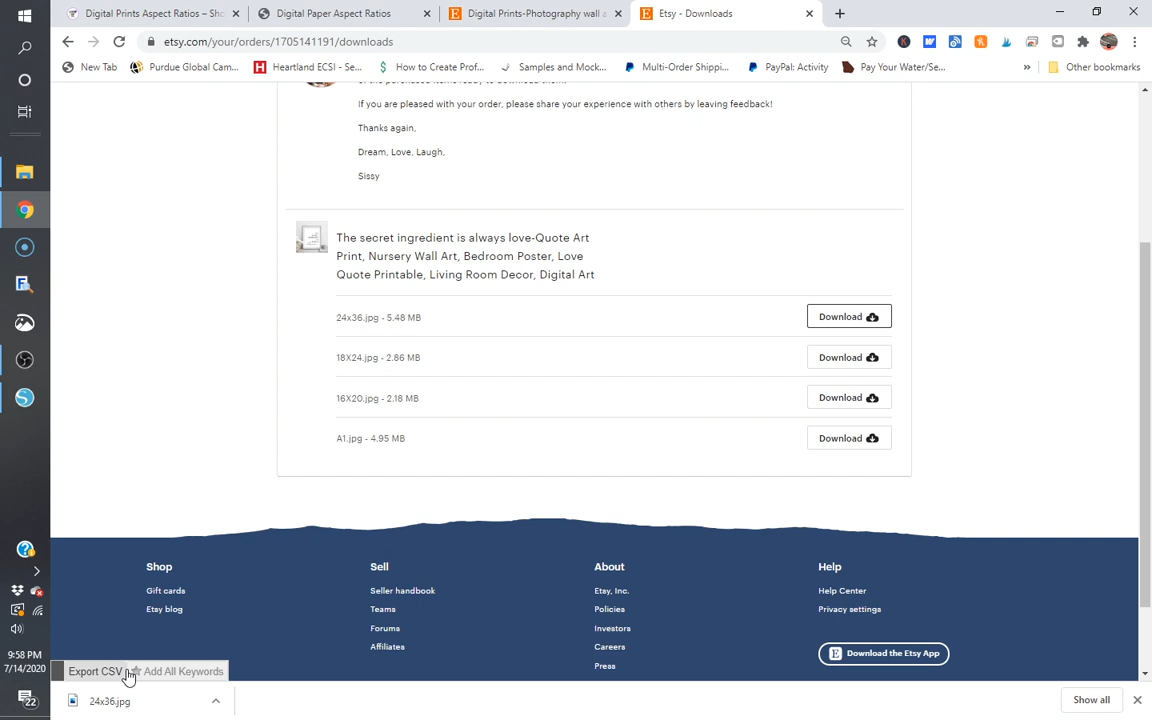 Digital Prints Aspect Ratios – Sho
Digital Paper Aspect Ratios
Digital Prints-Photography wall a
Etsy - Downloads
etsy.com/your/orders/1705141191/downloads
New Tab
Purdue Global Cam...
Heartland ECSI - Se...
How to Create Prof...
Samples and Mock...
Multi-Order Shippi...
PayPal: Activity
Pay Your Water/Se...
»
Other bookmarks
If you are pleased with your order, please share your experience with others by leaving feedback!
Thanks again,
Dream, Love, Laugh,
Sissy
The secret ingredient is always love-Quote Art
Print, Nursery Wall Art, Bedroom Poster, Love
Quote Printable, Living Room Decor, Digital Art
24x36.jpg - 5.48 MB
Download
18X24.jpg - 2.86 MB
Download
16X20.jpg - 2.18 MB
Download
A1.jpg - 4.95 MB
Download
Shop
Gift cards
Etsy blog
Sell
Seller handbook
Teams
Forums
Affiliates
About
Etsy, Inc.
Policies
Investors
Careers
Press
Help
Help Center
Privacy settings
E Download the Etsy App
9:58 PM
7/14/2020
22
Export CSV
Add All Keywords
24x36.jpg
Show all